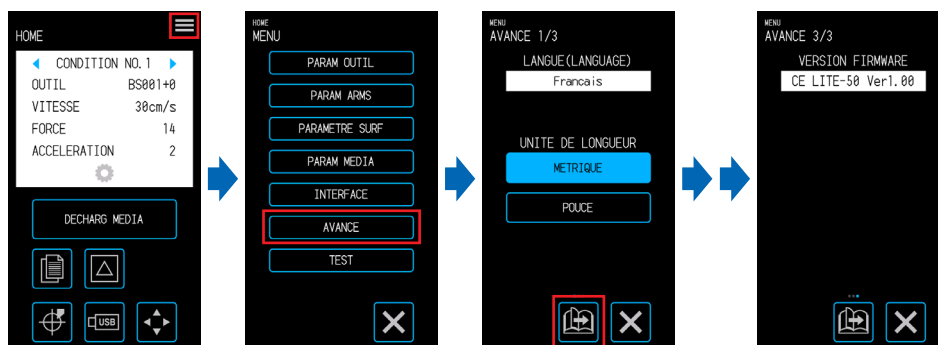 HOME
CONDITION NO.1
OUTIL BS001+0
VITESSE 30cm/s
FORCE 14
ACCELERATION 2
DECHARG MEDIA
USB
HOME
MENU
PARAM OUTIL
PARAM ARMS
PARAMETRE SURF
PARAM MEDIA
INTERFACE
AVANCE
TEST
MENU
AVANCE 1/3
LANGUE(LANGUAGE)
Francais
UNITE DE LONGUEUR
METRIQUE
POUCE
MENU
AVANCE 3/3
VERSION FIRMWARE
CE LITE-50 Ver1.00